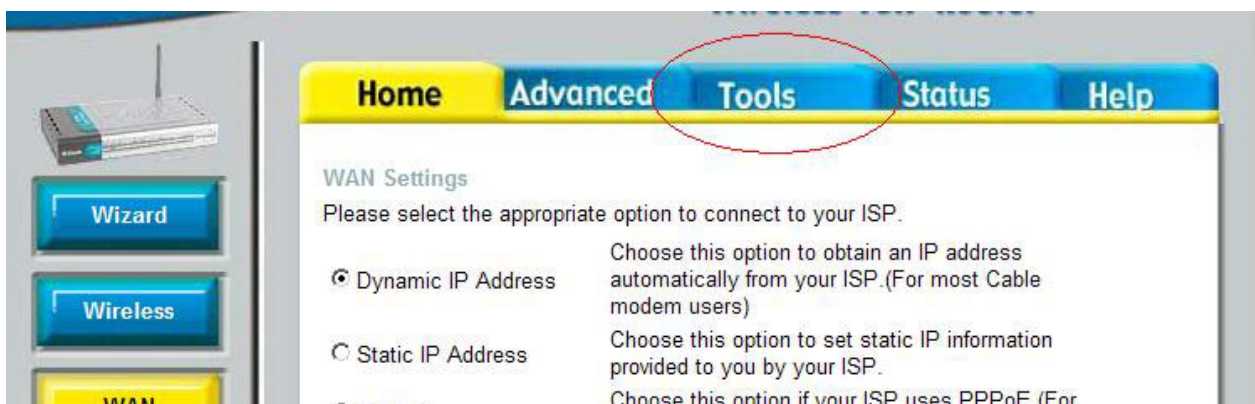 Home
Advanced
Tools
Status
Help
Wizard
Wireless
WAN
WAN Settings
Please select the appropriate option to connect to your ISP.
Dynamic IP Address
Choose this option to obtain an IP address
automatically from your ISP.(For most Cable
modem users)
Static IP Address
Choose this option to set static IP information
provided to you by your ISP.
Choose this option if your ISP uses PPPoE.(For